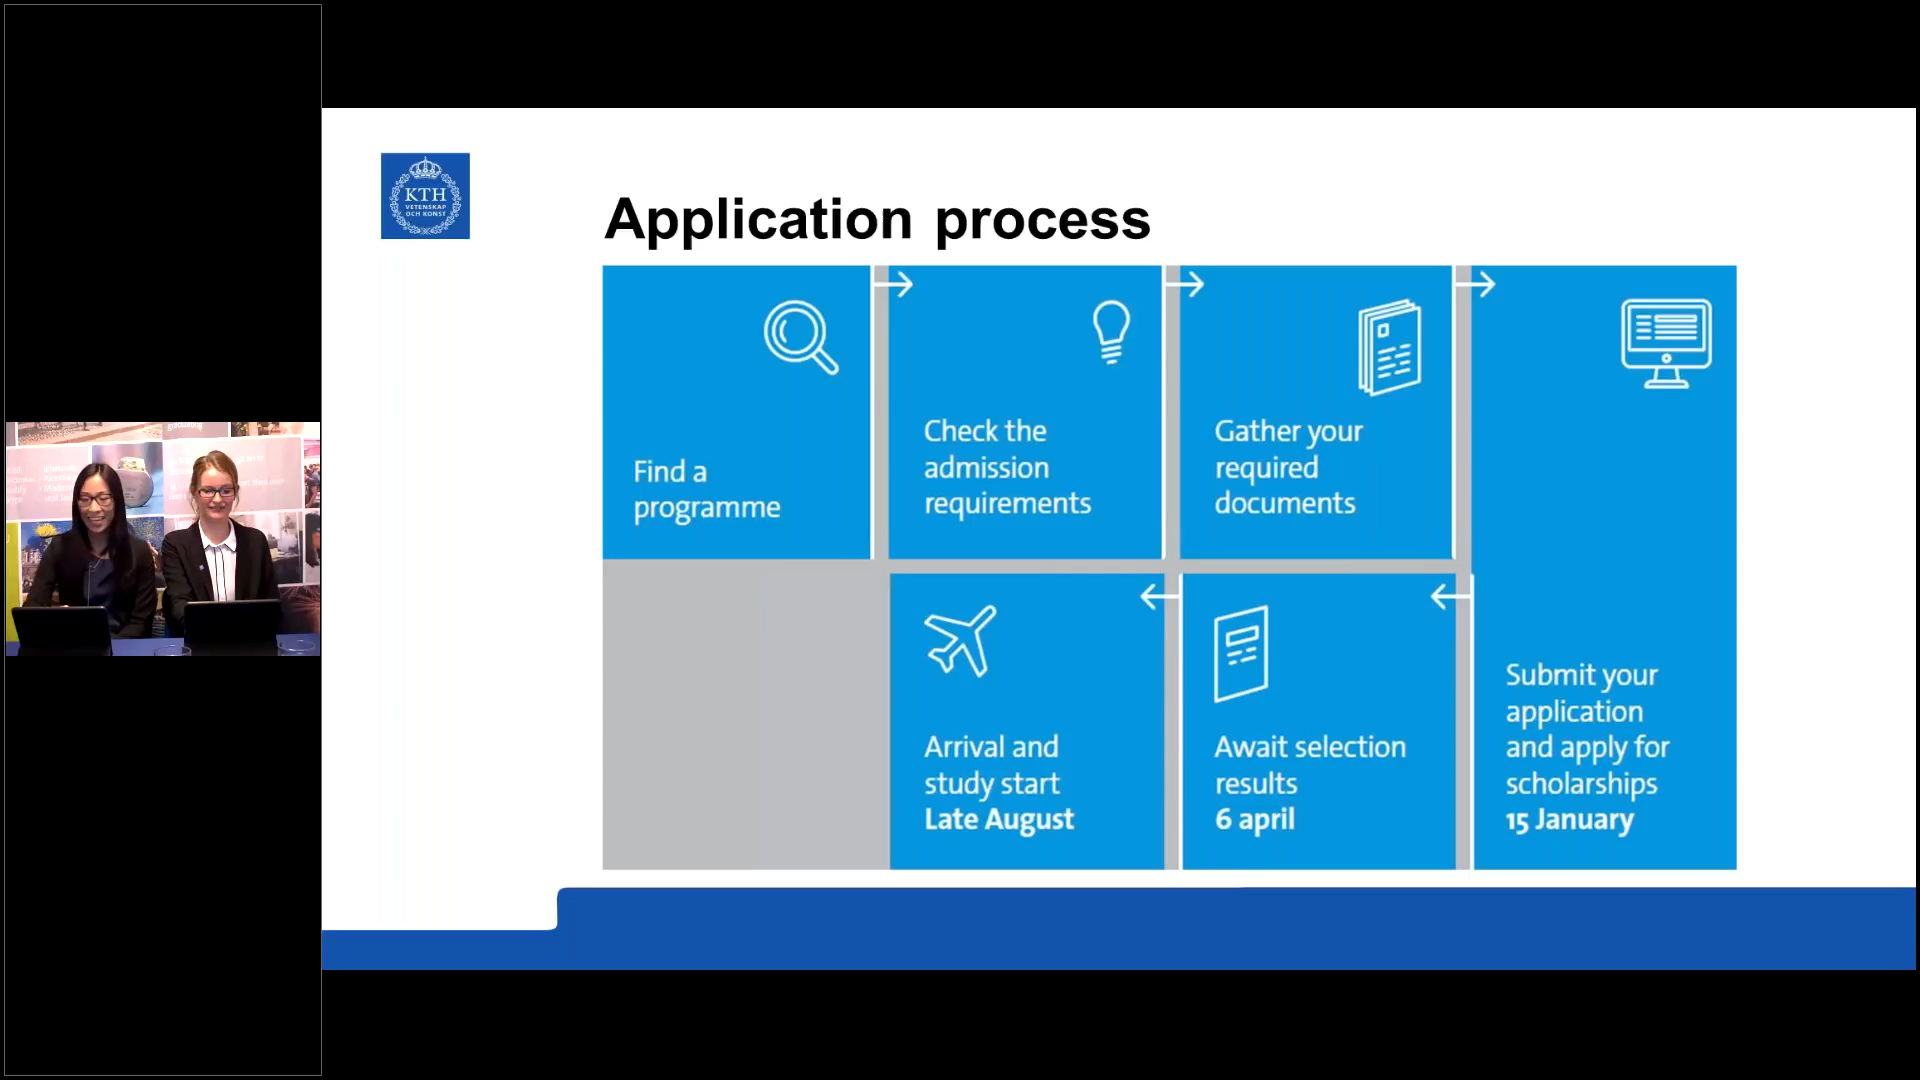 KTH
VETENSKAP
OCH KONST
Application process
Find a
programme
Check the
admission
requirements
Gather your
required
documents
Submit your
application
and apply for
scholarships
15 January
Await selection
results
6 april
Arrival and
study start
Late August
graduating